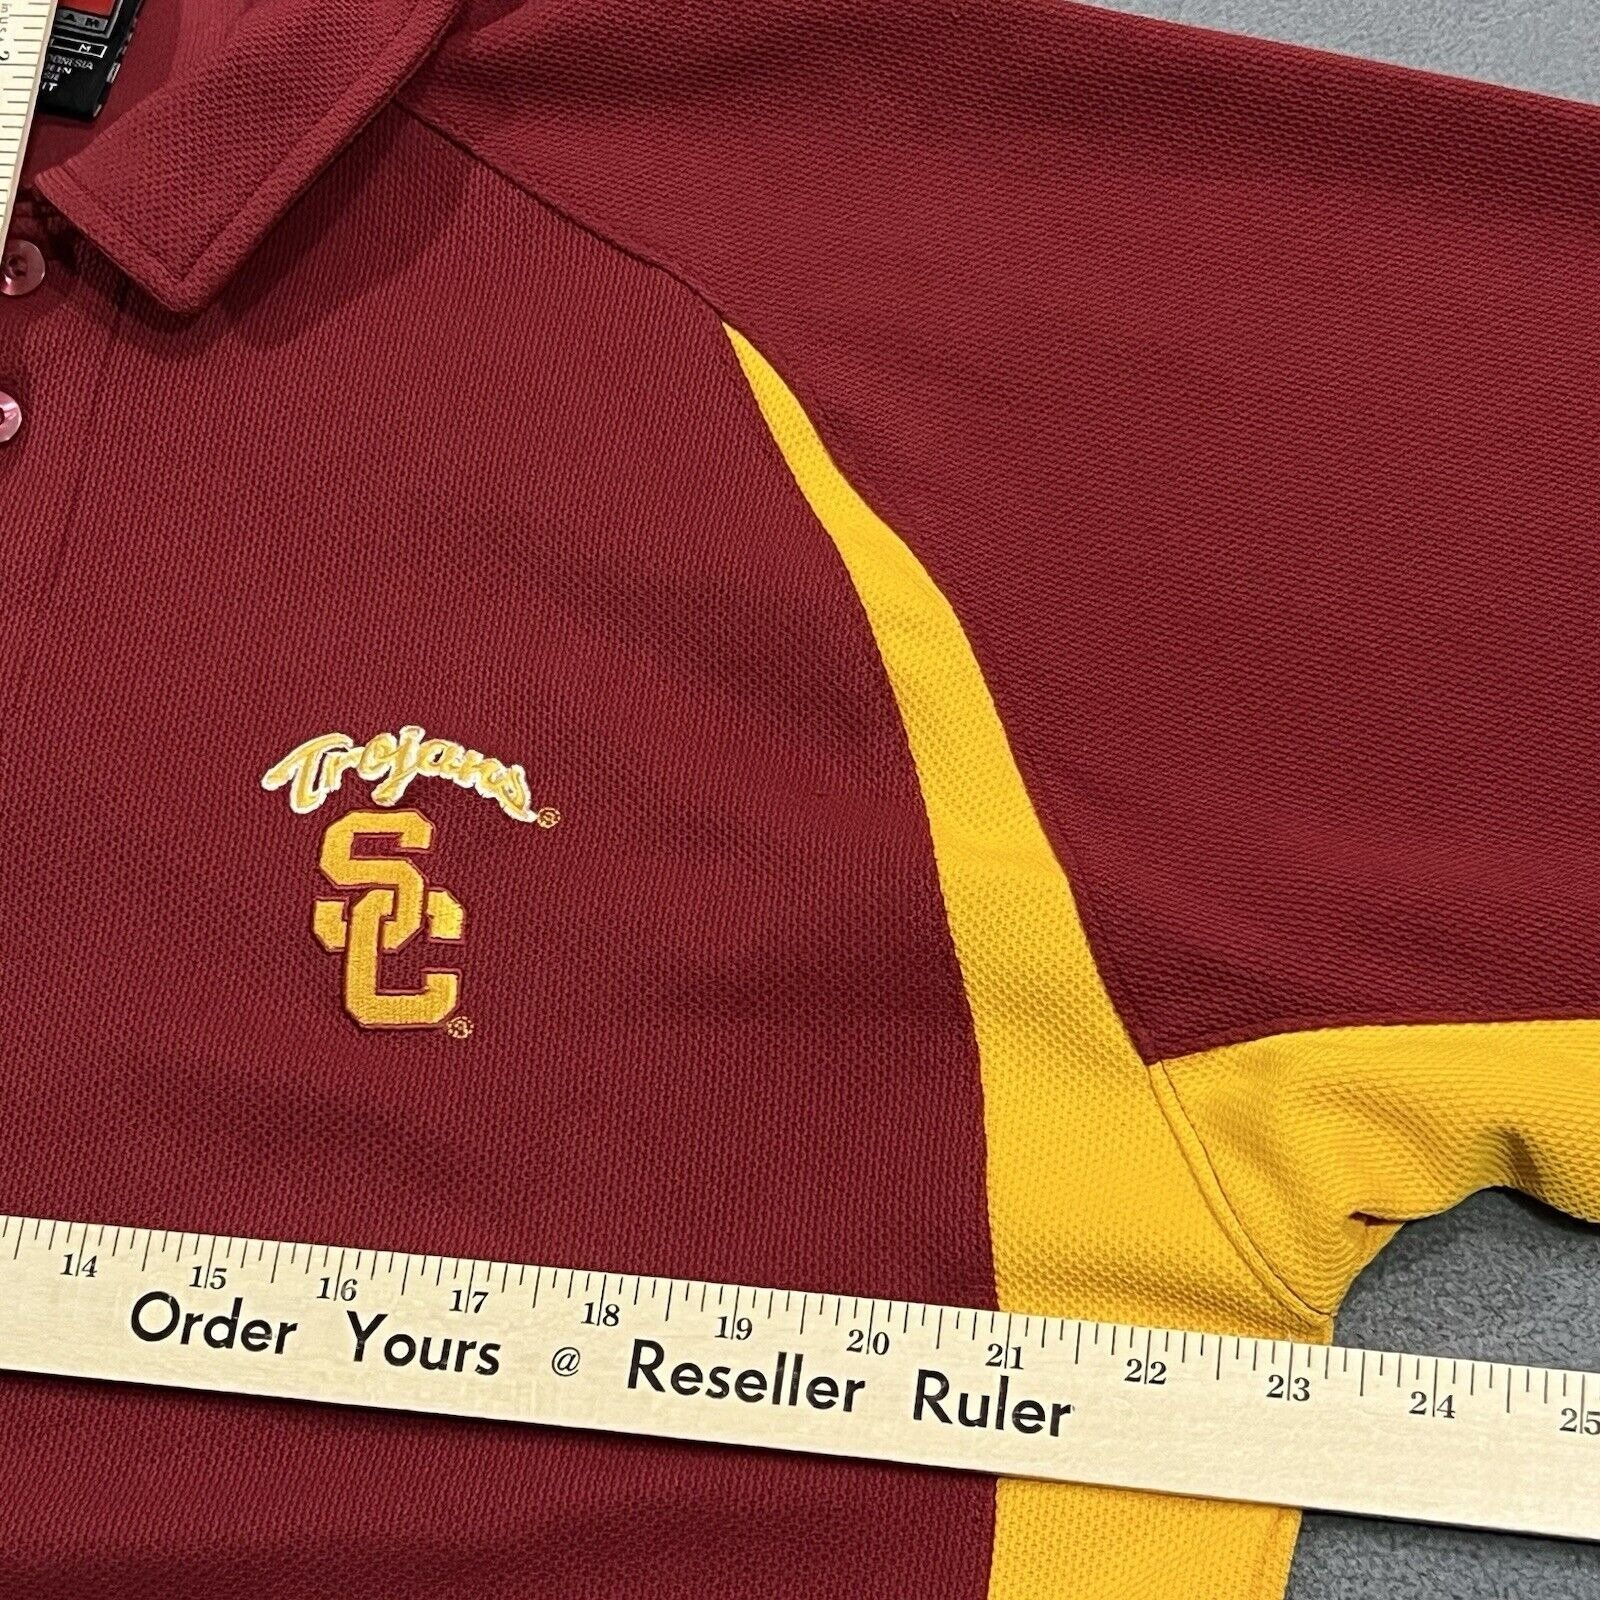 M
Trojans®
SC®
14 15 16 17 18 19 20 21 22 23 24 25
Order Yours @ Reseller Ruler